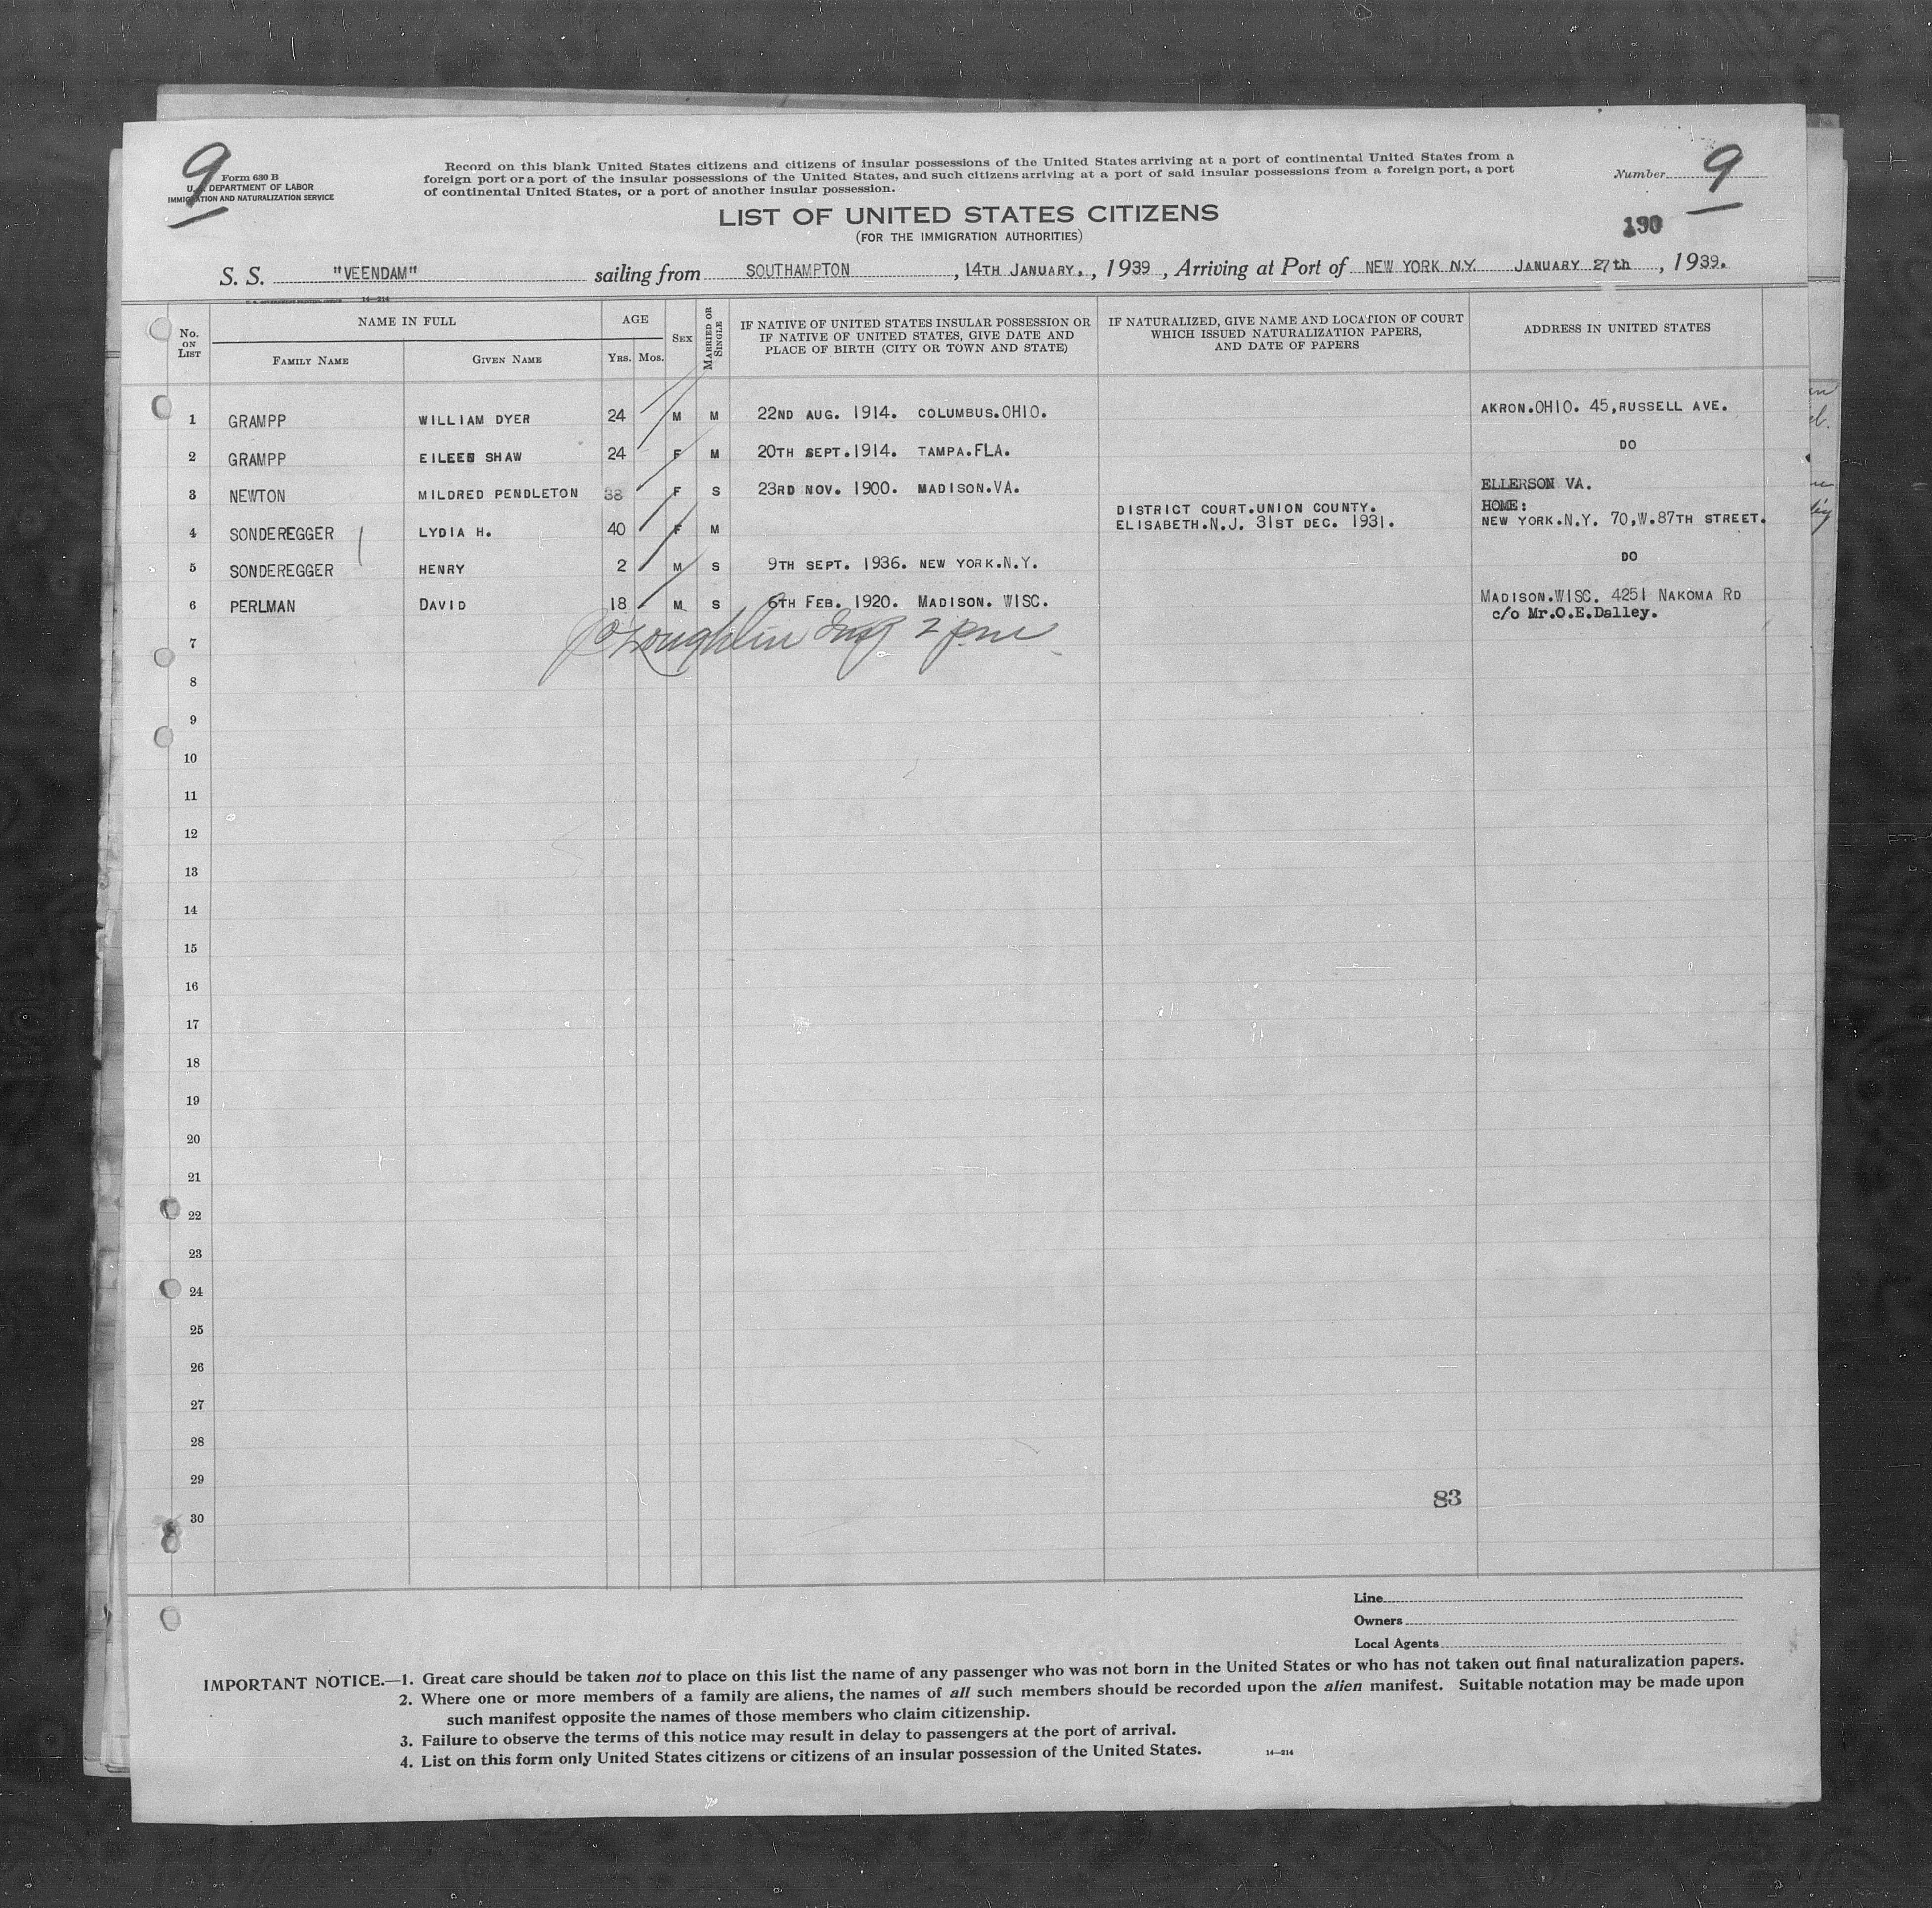 9
Form 630 B
U. S. DEPARTMENT OF LABOR
IMMIGRATION AND NATURALIZATION SERVICE
Record on this blank United States citizens and citizens of insular possessions of the United States arriving at a port of continental United States from a
foreign port or a port of the insular possessions of the United States, and such citizens arriving at a port of said insular possessions from a foreign port, a port
of continental United States, or a port of another insular possession.
Number 9
LIST OF UNITED STATES CITIZENS
(FOR THE IMMIGRATION AUTHORITIES)
190
S. S. "VEENDAM" sailing from SOUTHAMPTON, 14TH JANUARY., 1939, Arriving at Port of NEW YORK N.Y. JANUARY 27th, 1939.
U. S. GOVERNMENT PRINTING OFFICE 14—214
No. ON LIST
NAME IN FULL
FAMILY NAME
GIVEN NAME
AGE
YRS. MOS.
SEX
MARRIED OR SINGLE
IF NATIVE OF UNITED STATES INSULAR POSSESSION OR
IF NATIVE OF UNITED STATES, GIVE DATE AND
PLACE OF BIRTH (CITY OR TOWN AND STATE)
IF NATURALIZED, GIVE NAME AND LOCATION OF COURT
WHICH ISSUED NATURALIZATION PAPERS,
AND DATE OF PAPERS
ADDRESS IN UNITED STATES
1 GRAMPP WILLIAM DYER 24 M M 22ND AUG. 1914. COLUMBUS.OHIO. AKRON.OHIO. 45,RUSSELL AVE.
2 GRAMPP EILEEN SHAW 24 F M 20TH SEPT.1914. TAMPA.FLA. DO
3 NEWTON MILDRED PENDLETON 38 F S 23RD NOV. 1900. MADISON.VA. ELLERSON VA.
DISTRICT COURT.UNION COUNTY. HOME:
4 SONDEREGGER LYDIA H. 40 F M ELISABETH.N.J. 31ST DEC. 1931. NEW YORK.N.Y. 70,W.87TH STREET.
5 SONDEREGGER HENRY 2 M S 9TH SEPT. 1936. NEW YORK.N.Y. DO
6 PERLMAN DAVID 18 M S 6TH FEB. 1920. MADISON. WISC. MADISON.WISC. 4251 NAKOMA RD
c/o Mr.O.E.Dalley.
7
8
9
10
11
12
13
14
15
16
17
18
19
20
21
22
23
24
25
26
27
28
29
83
30
Line
Owners
Local Agents
IMPORTANT NOTICE.—1. Great care should be taken not to place on this list the name of any passenger who was not born in the United States or who has not taken out final naturalization papers.
2. Where one or more members of a family are aliens, the names of all such members should be recorded upon the alien manifest. Suitable notation may be made upon
such manifest opposite the names of those members who claim citizenship.
3. Failure to observe the terms of this notice may result in delay to passengers at the port of arrival.
4. List on this form only United States citizens or citizens of an insular possession of the United States. 14—214